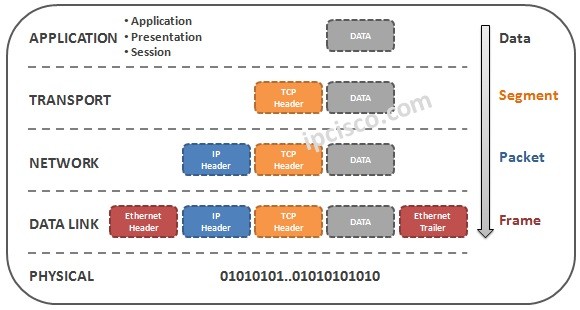 • Application
APPLICATION • Presentation DATA Data
• Session
TRANSPORT TCP Header DATA Segment
NETWORK IP Header TCP Header DATA Packet
DATA LINK Ethernet Header IP Header TCP Header DATA Ethernet Trailer Frame
PHYSICAL 01010101..01010101010
ipcisco.com